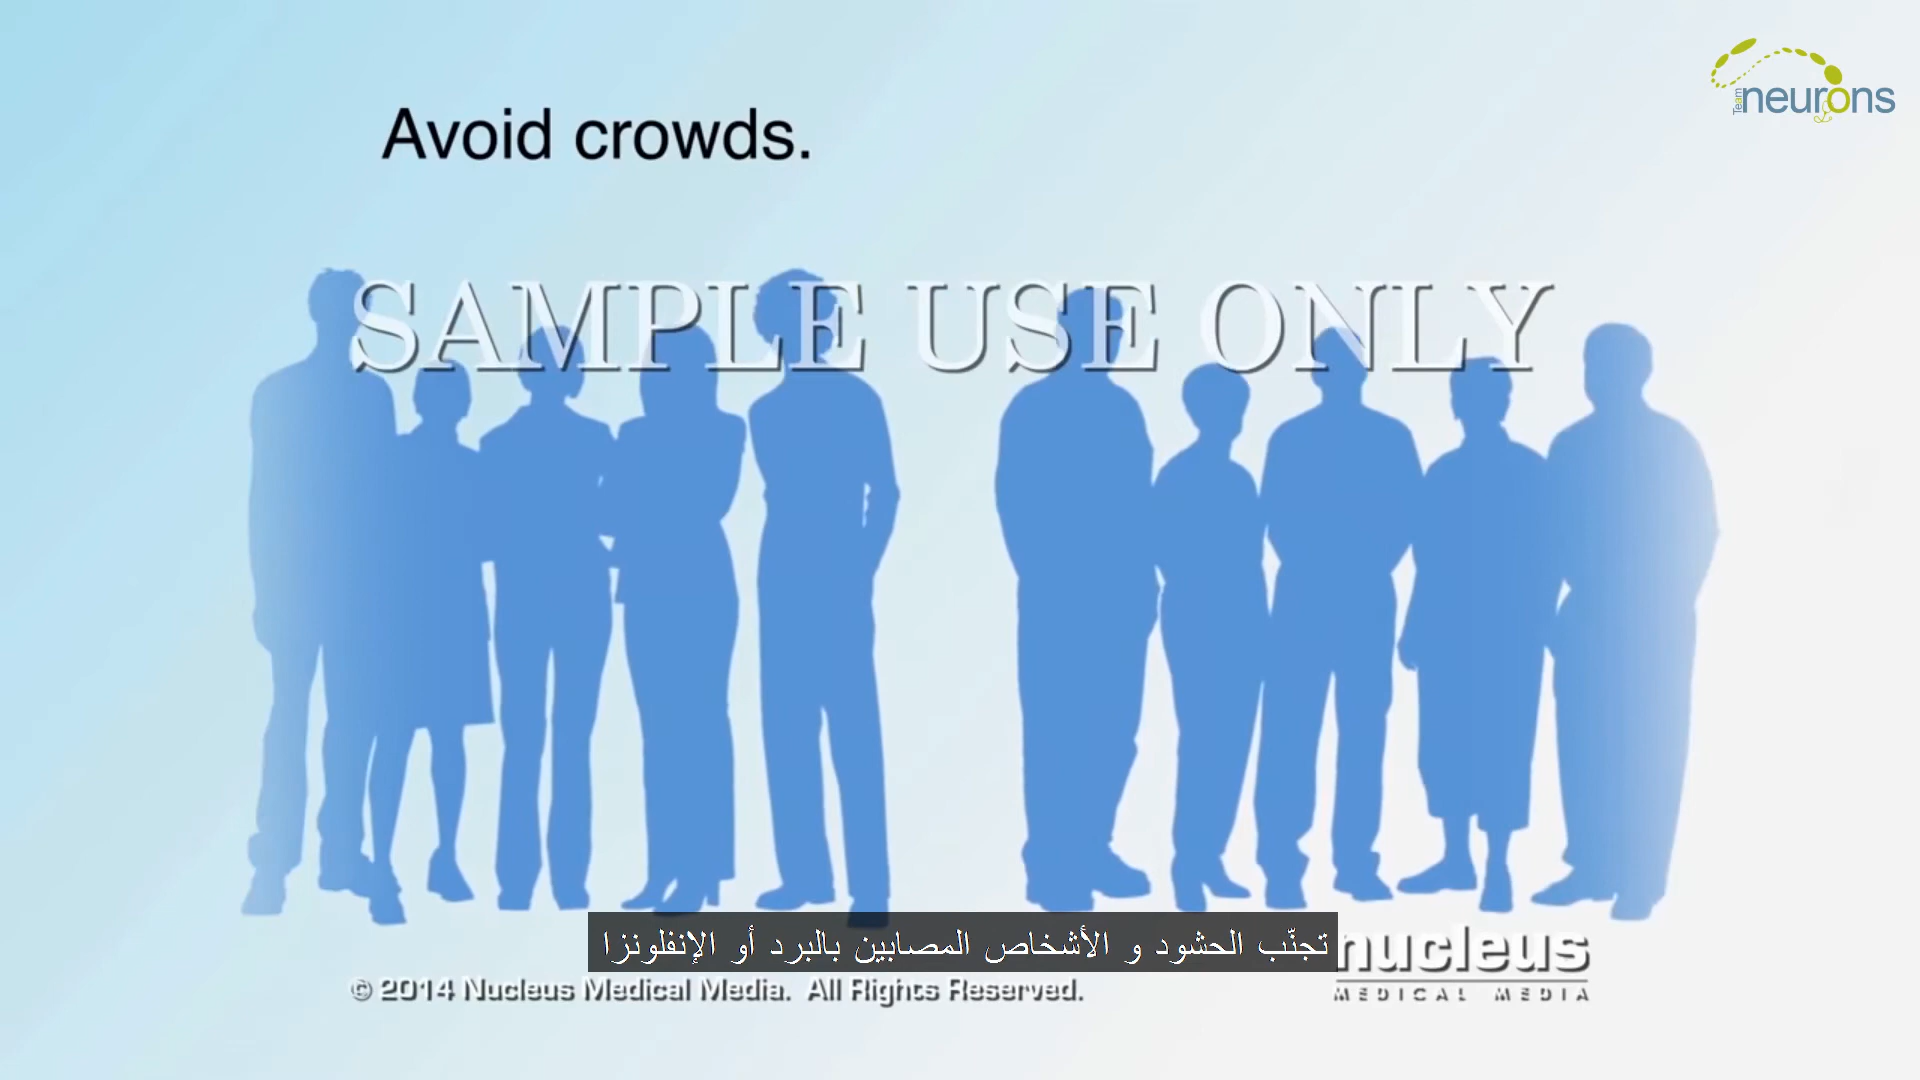 Team neurons
Avoid crowds.
SAMPLE USE ONLY
تجنّب الحشود و الأشخاص المصابين بالبرد أو الإنفلونزا
nucleus
MEDICAL MEDIA
© 2014 Nucleus Medical Media. All Rights Reserved.